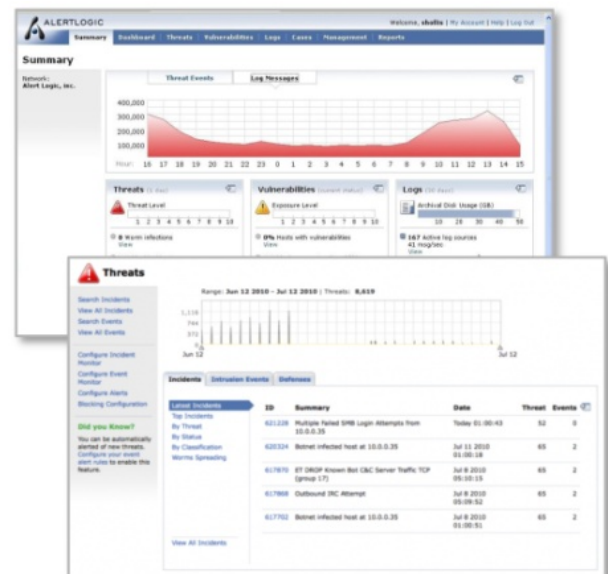 ALERTLOGIC
Welcome, sballis | My Account | Help | Log Out
Summary Dashboard Threats Vulnerabilities Logs Cases Management Reports
Summary
Network:
Alert Logic, Inc.
Threat Events Log Messages
400,000
300,000
200,000
100,000
Hour: 16 17 18 19 20 21 22 23 0 1 2 3 4 5 6 7 8 9 10 11 12 13 14 15
Threats (1 day)
Threat Level
1 2 3 4 5 6 7 8 9 10
0 Worm infections
View
Vulnerabilities (current status)
Exposure Level
1 2 3 4 5 6 7 8 9 10
0% Hosts with vulnerabilities
View
Logs (30 days)
Archival Disk Usage (GB)
10 20 30 40 50
167 Active log sources
41 msg/sec
View
Threats
Range: Jun 12 2010 - Jul 12 2010 | Threats: 8,619
744
372
0
Jun 12
Jul 12
Search Incidents
View All Incidents
Search Events
View All Events
Configure Incident
Monitor
Configure Event
Monitor
Configure Alerts
Blocking Configuration
Did you Know?
You can be automatically
alerted of new threats.
Configure your event
alert rules to enable this
feature.
Incidents Intrusion Events Defenses
Latest Incidents
Top Incidents
By Threat
By Status
By Classification
Worms Spreading
View All Incidents
ID Summary Date Threat Events
621228 Multiple Failed SMB Login Attempts from Today 01:00:43 52 0
10.0.0.35
620324 Botnet infected host at 10.0.0.35 Jul 11 2010 65 2
01:00:18
617870 ET DROP Known Bot C&C Server Traffic TCP Jul 8 2010 65 2
(group 17) 05:10:15
617868 Outbound IRC Attempt Jul 8 2010 65 2
05:09:52
617702 Botnet infected host at 10.0.0.35 Jul 8 2010 65 2
01:00:51